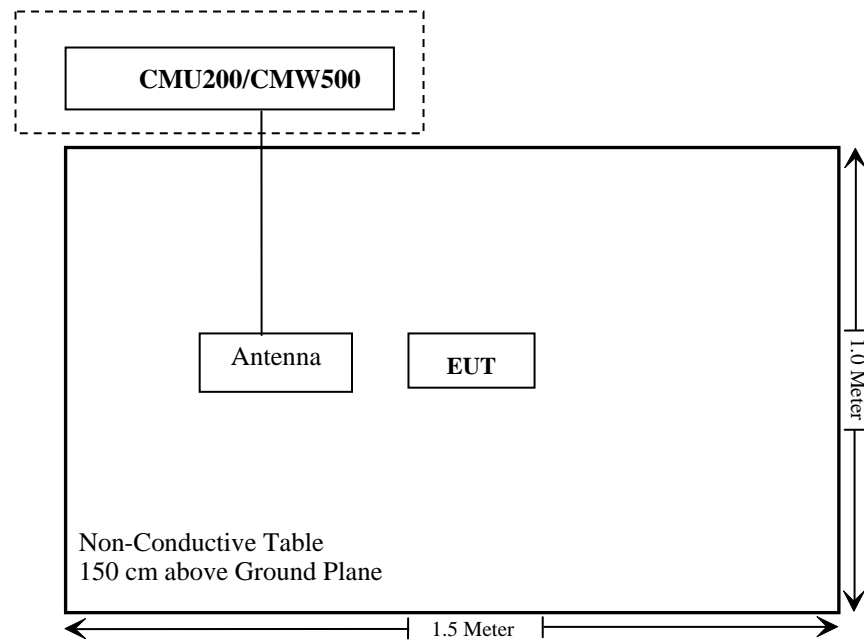 CMU200/CMW500
Antenna
EUT
1.0 Meter
Non-Conductive Table
150 cm above Ground Plane
1.5 Meter